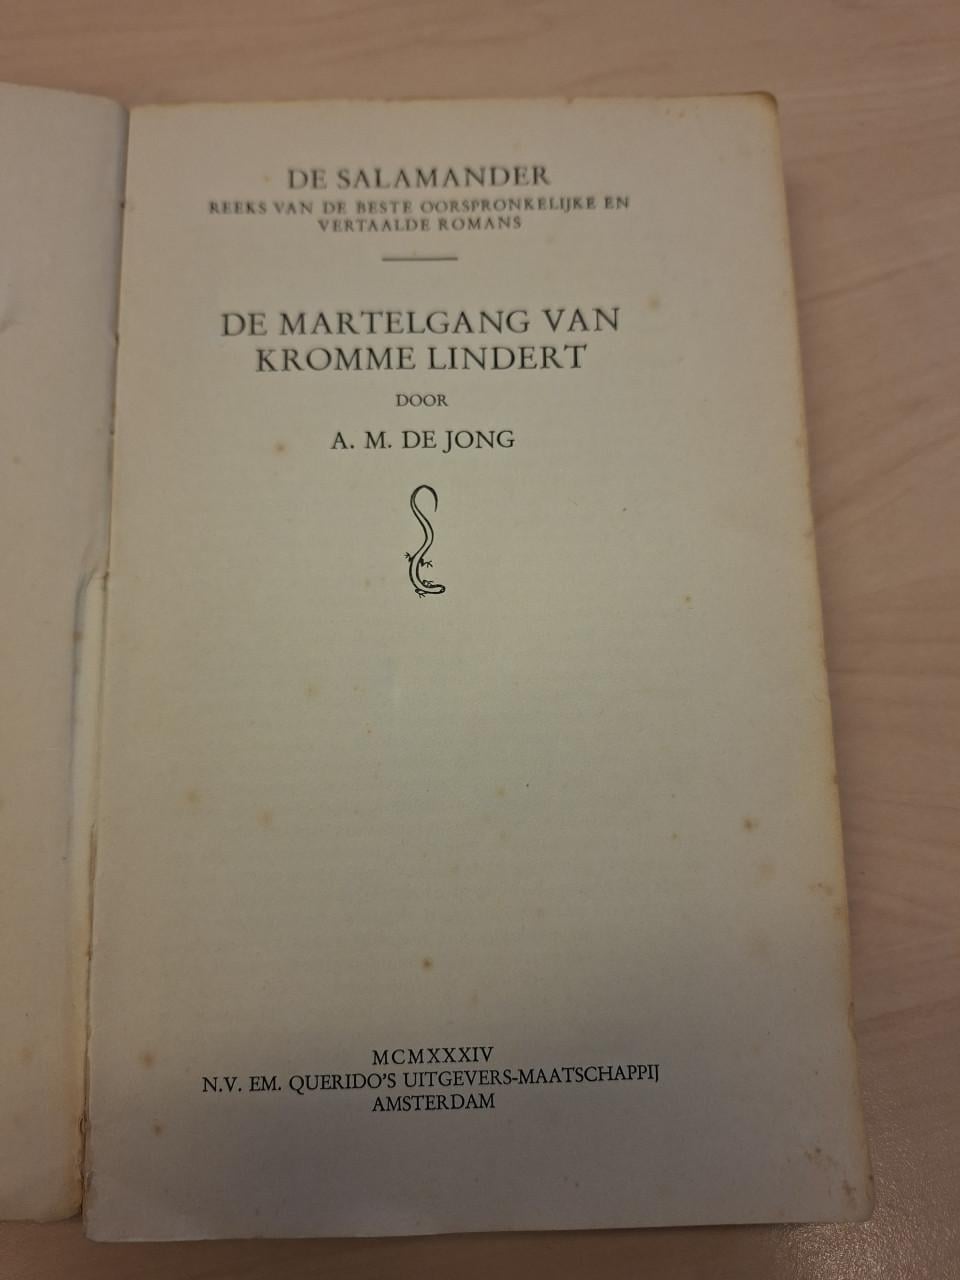 DE SALAMANDER
REEKS VAN DE BESTE OORSPRONKELIJKE EN
VERTAALDE ROMANS
DE MARTELGANG VAN
KROMME LINDERT
DOOR
A. M. DE JONG
MCMXXXIV
N.V. EM. QUERIDO'S UITGEVERS-MAATSCHAPPIJ
AMSTERDAM